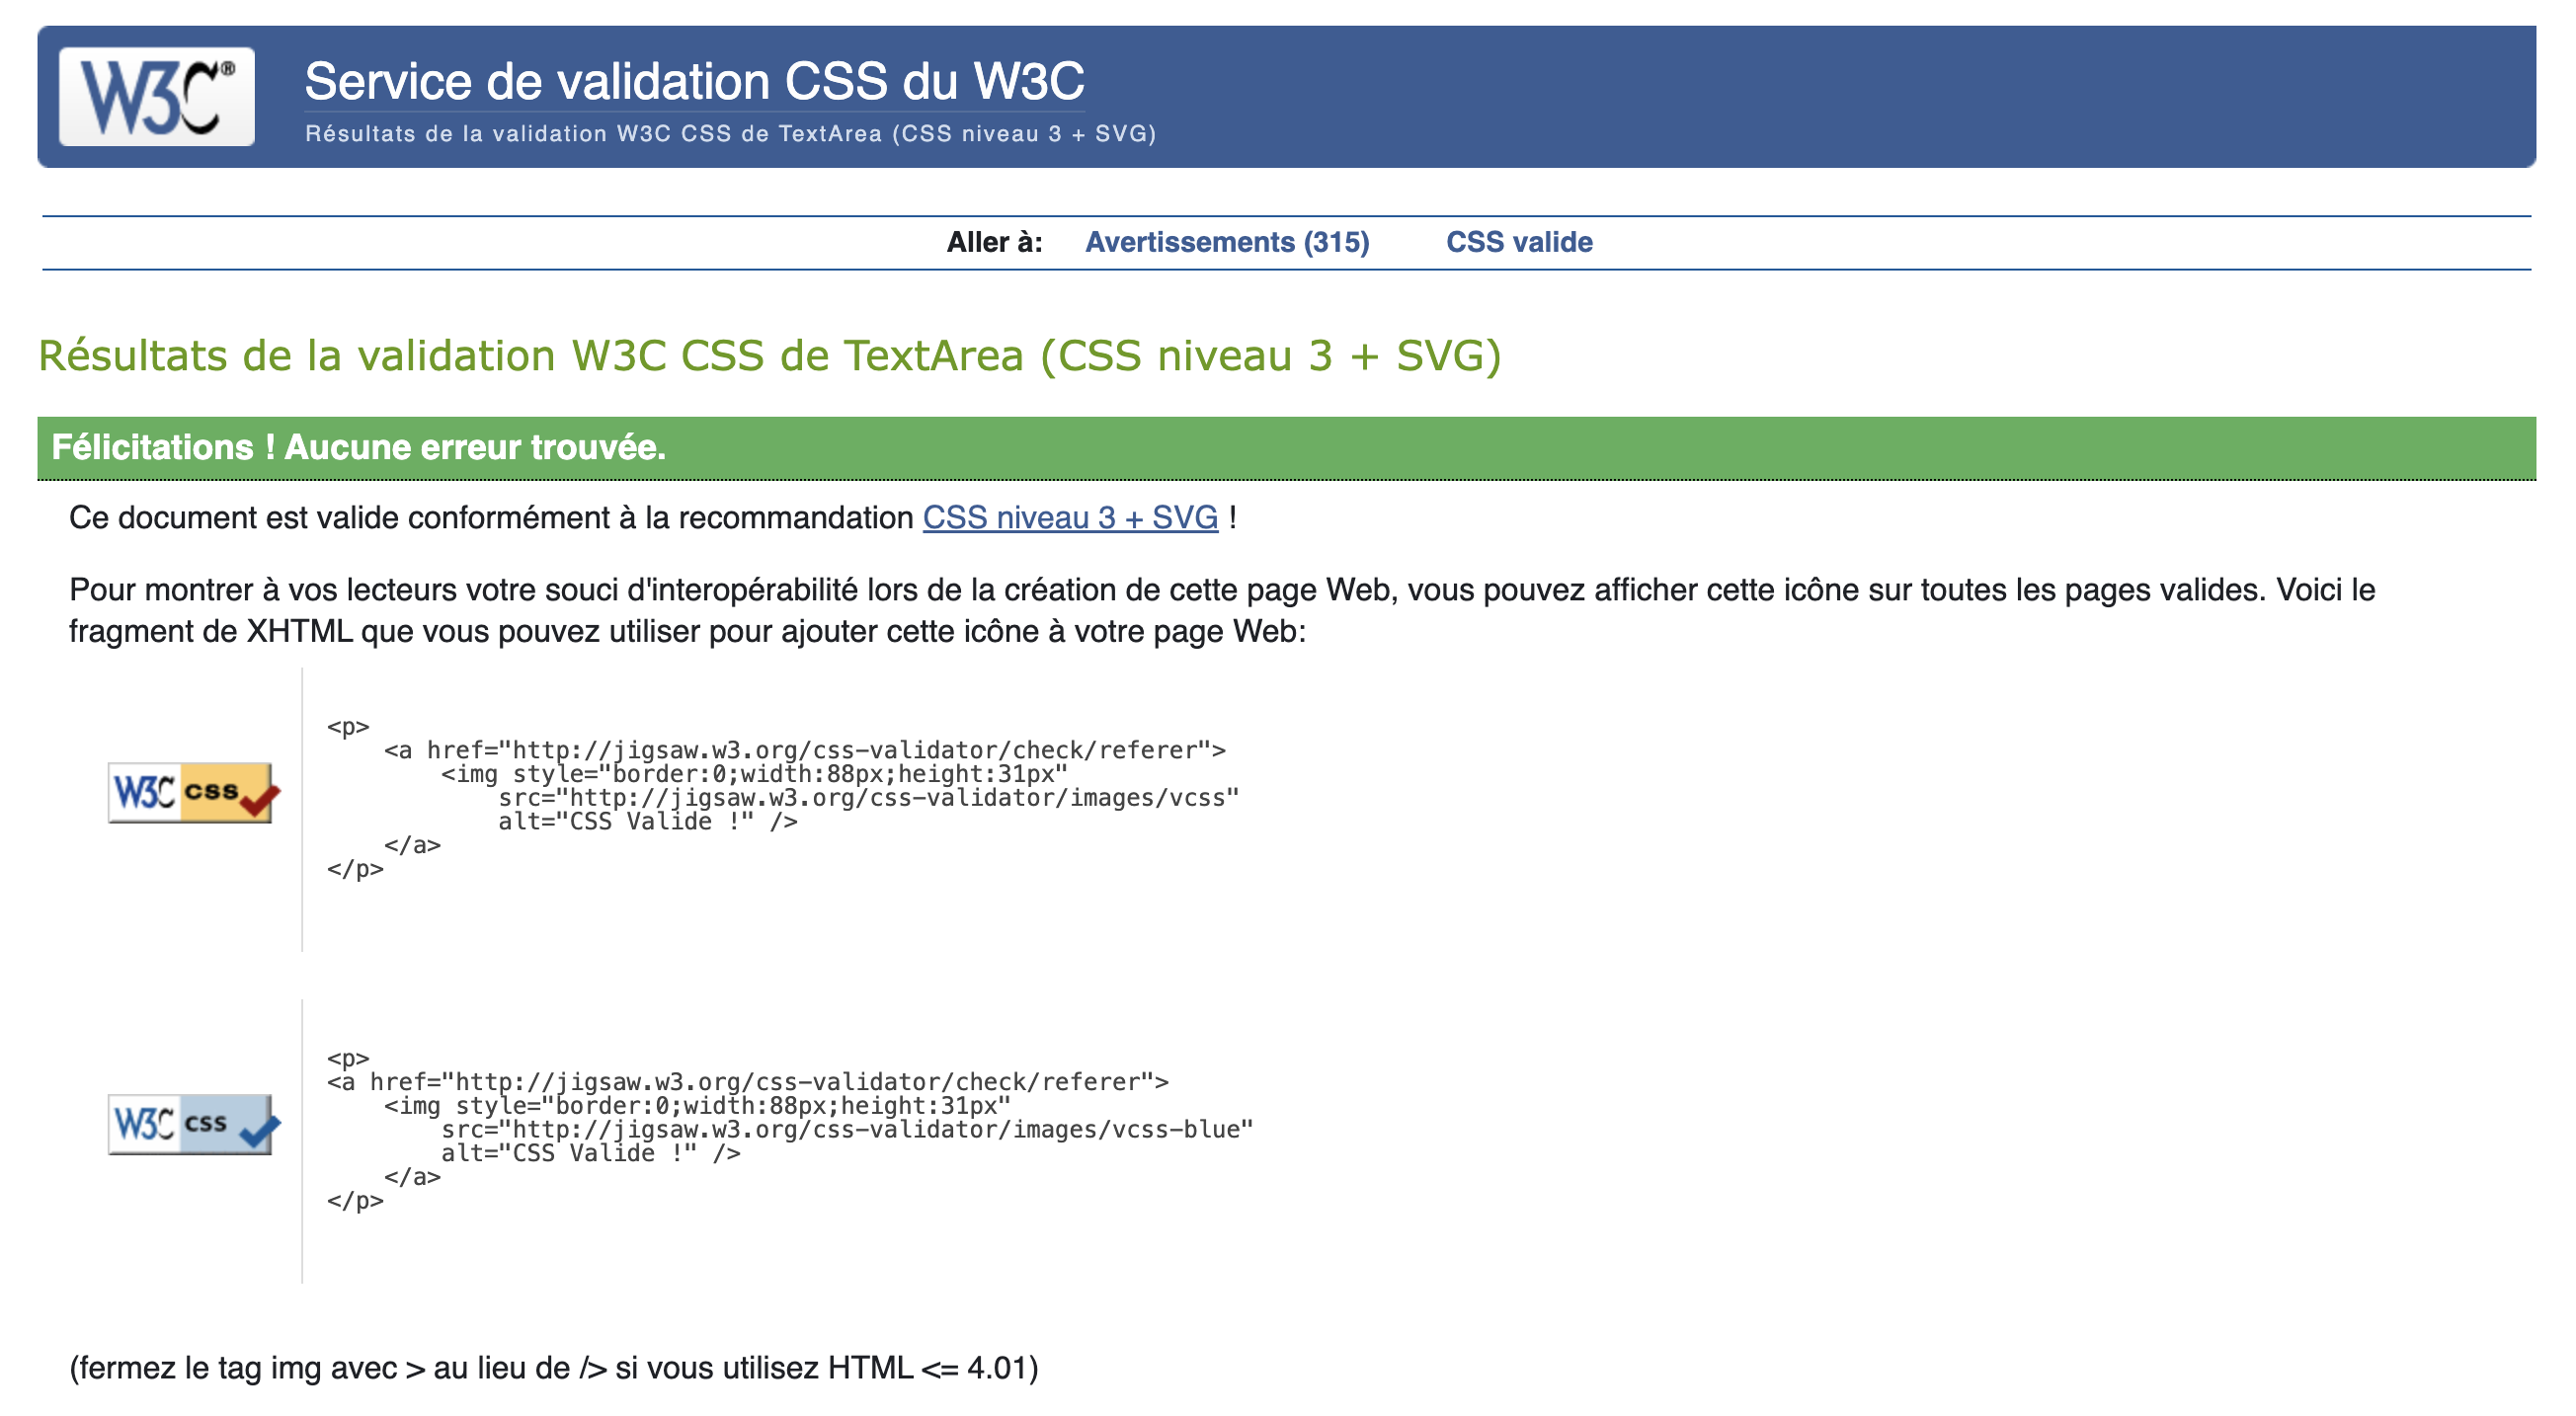 W3C®
Service de validation CSS du W3C
Résultats de la validation W3C CSS de TextArea (CSS niveau 3 + SVG)
Aller à: Avertissements (315) CSS valide
Résultats de la validation W3C CSS de TextArea (CSS niveau 3 + SVG)
Félicitations ! Aucune erreur trouvée.
Ce document est valide conformément à la recommandation CSS niveau 3 + SVG !
Pour montrer à vos lecteurs votre souci d'interopérabilité lors de la création de cette page Web, vous pouvez afficher cette icône sur toutes les pages valides. Voici le
fragment de XHTML que vous pouvez utiliser pour ajouter cette icône à votre page Web:
W3C css
<p>
    <a href="http://jigsaw.w3.org/css-validator/check/referer">
        <img style="border:0;width:88px;height:31px"
            src="http://jigsaw.w3.org/css-validator/images/vcss"
            alt="CSS Valide !" />
    </a>
</p>
W3C css
<p>
<a href="http://jigsaw.w3.org/css-validator/check/referer">
    <img style="border:0;width:88px;height:31px"
        src="http://jigsaw.w3.org/css-validator/images/vcss-blue"
        alt="CSS Valide !" />
    </a>
</p>
(fermez le tag img avec > au lieu de /> si vous utilisez HTML <= 4.01)